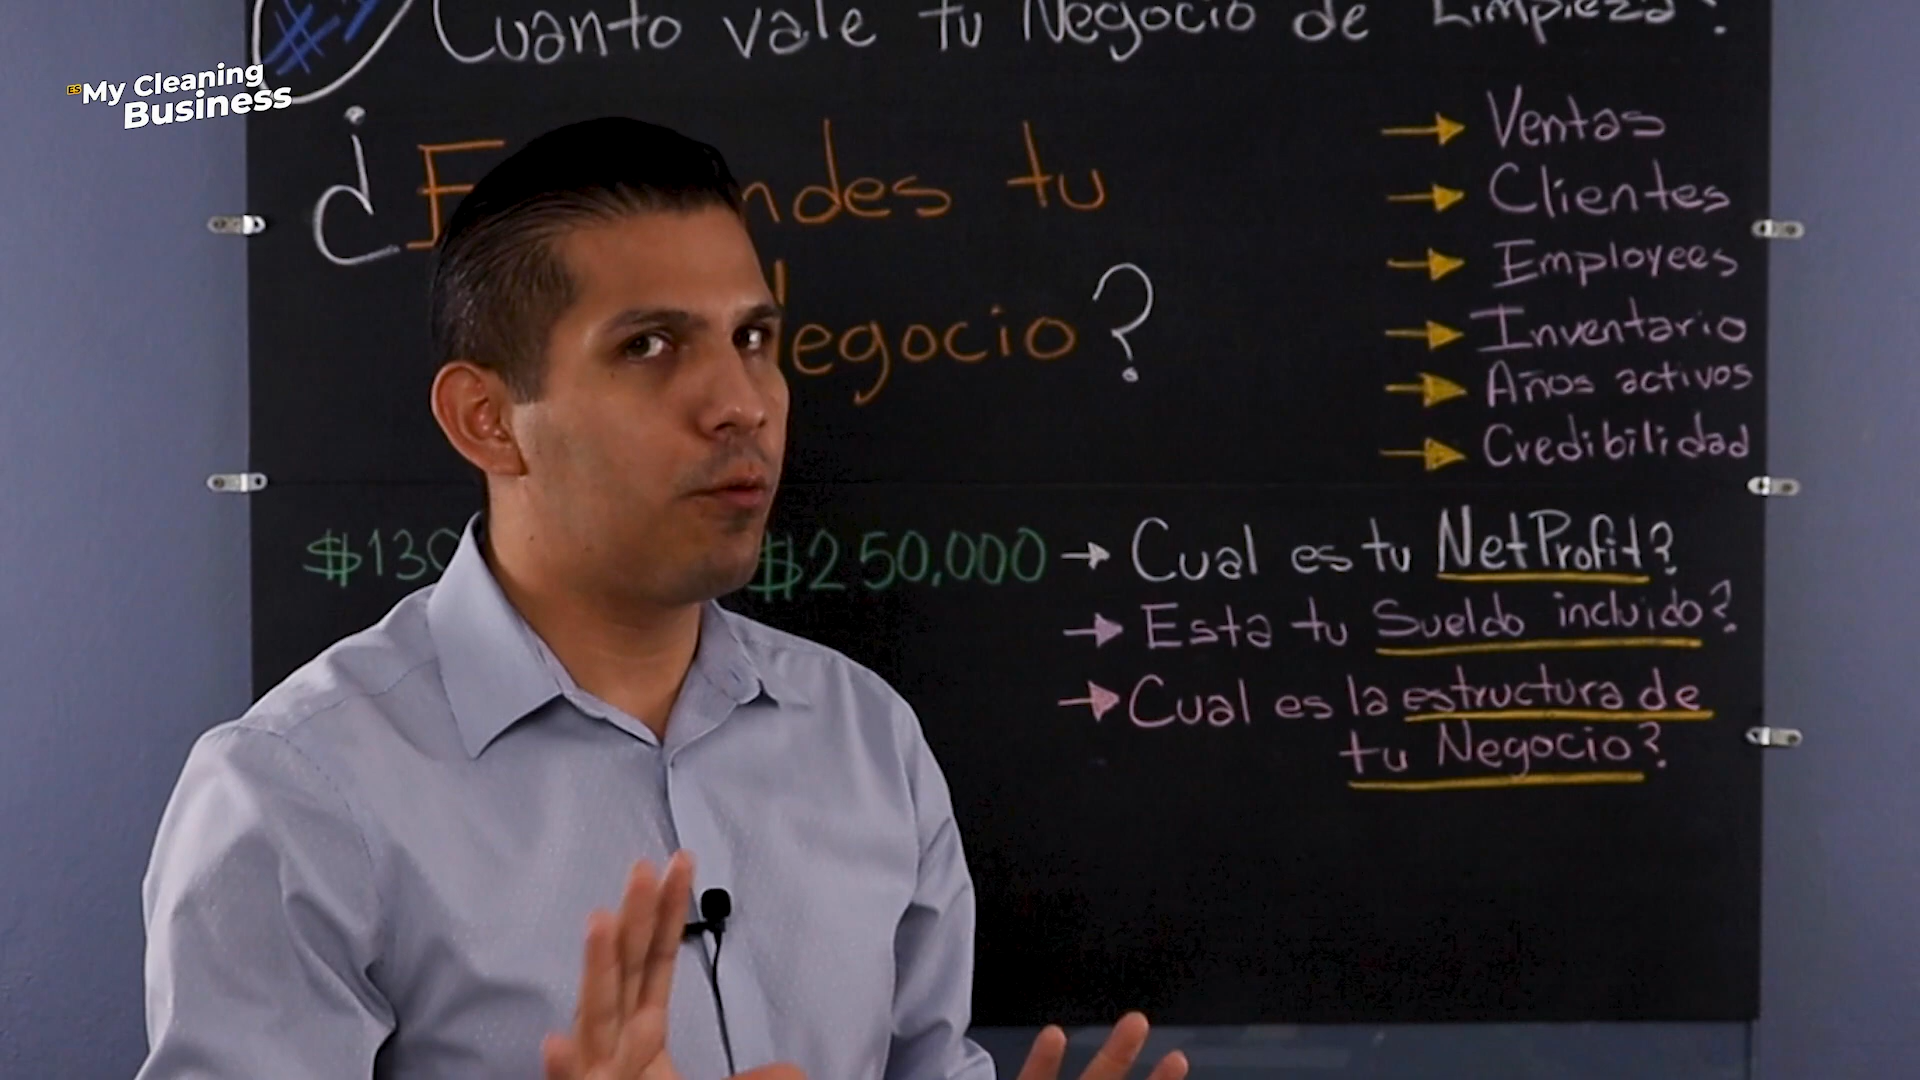 Cuanto vale tu Negocio de Limpieza?
ES My Cleaning
Business
¿ ndes tu
egocio?
Ventas
Clientes
Employees
Inventario
Años activos
Credibilidad
$130 $250,000 → Cual es tu NetProfit?
→ Esta tu Sueldo incluido?
→ Cual es la estructura de
tu Negocio?